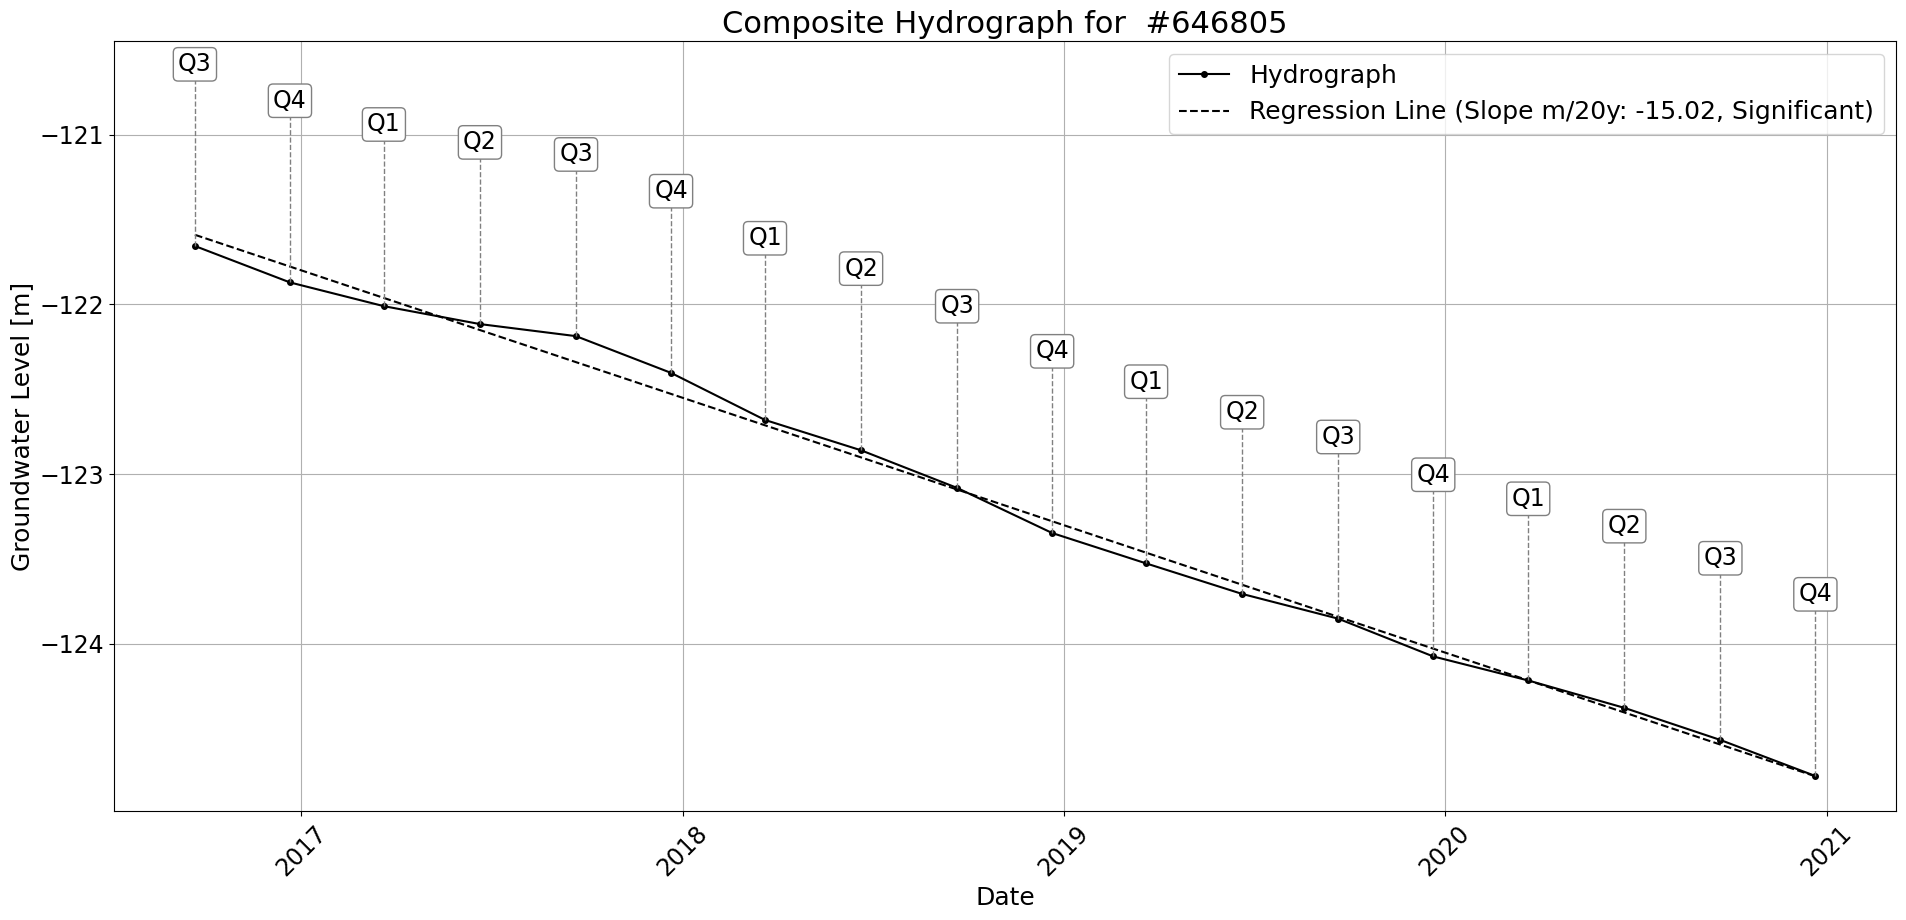 Composite Hydrograph for  #646805
Hydrograph
Regression Line (Slope m/20y: -15.02, Significant)
Q3
Q4
Q1
Q2
Q3
Q4
Q1
Q2
Q3
Q4
Q1
Q2
Q3
Q4
Q1
Q2
Q3
Q4
Groundwater Level [m]
−121
−122
−123
−124
2017
2018
2019
2020
2021
Date